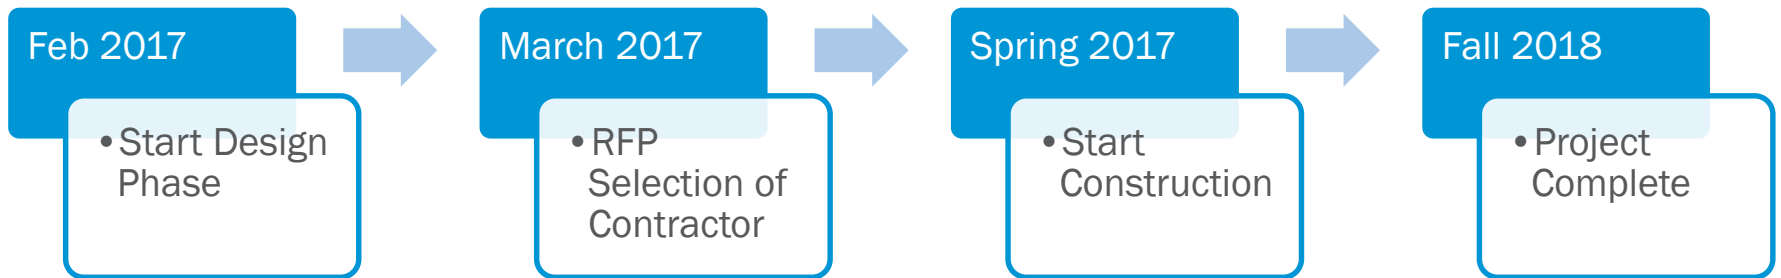 Feb 2017
• Start Design
Phase
March 2017
• RFP
Selection of
Contractor
Spring 2017
• Start
Construction
Fall 2018
• Project
Complete